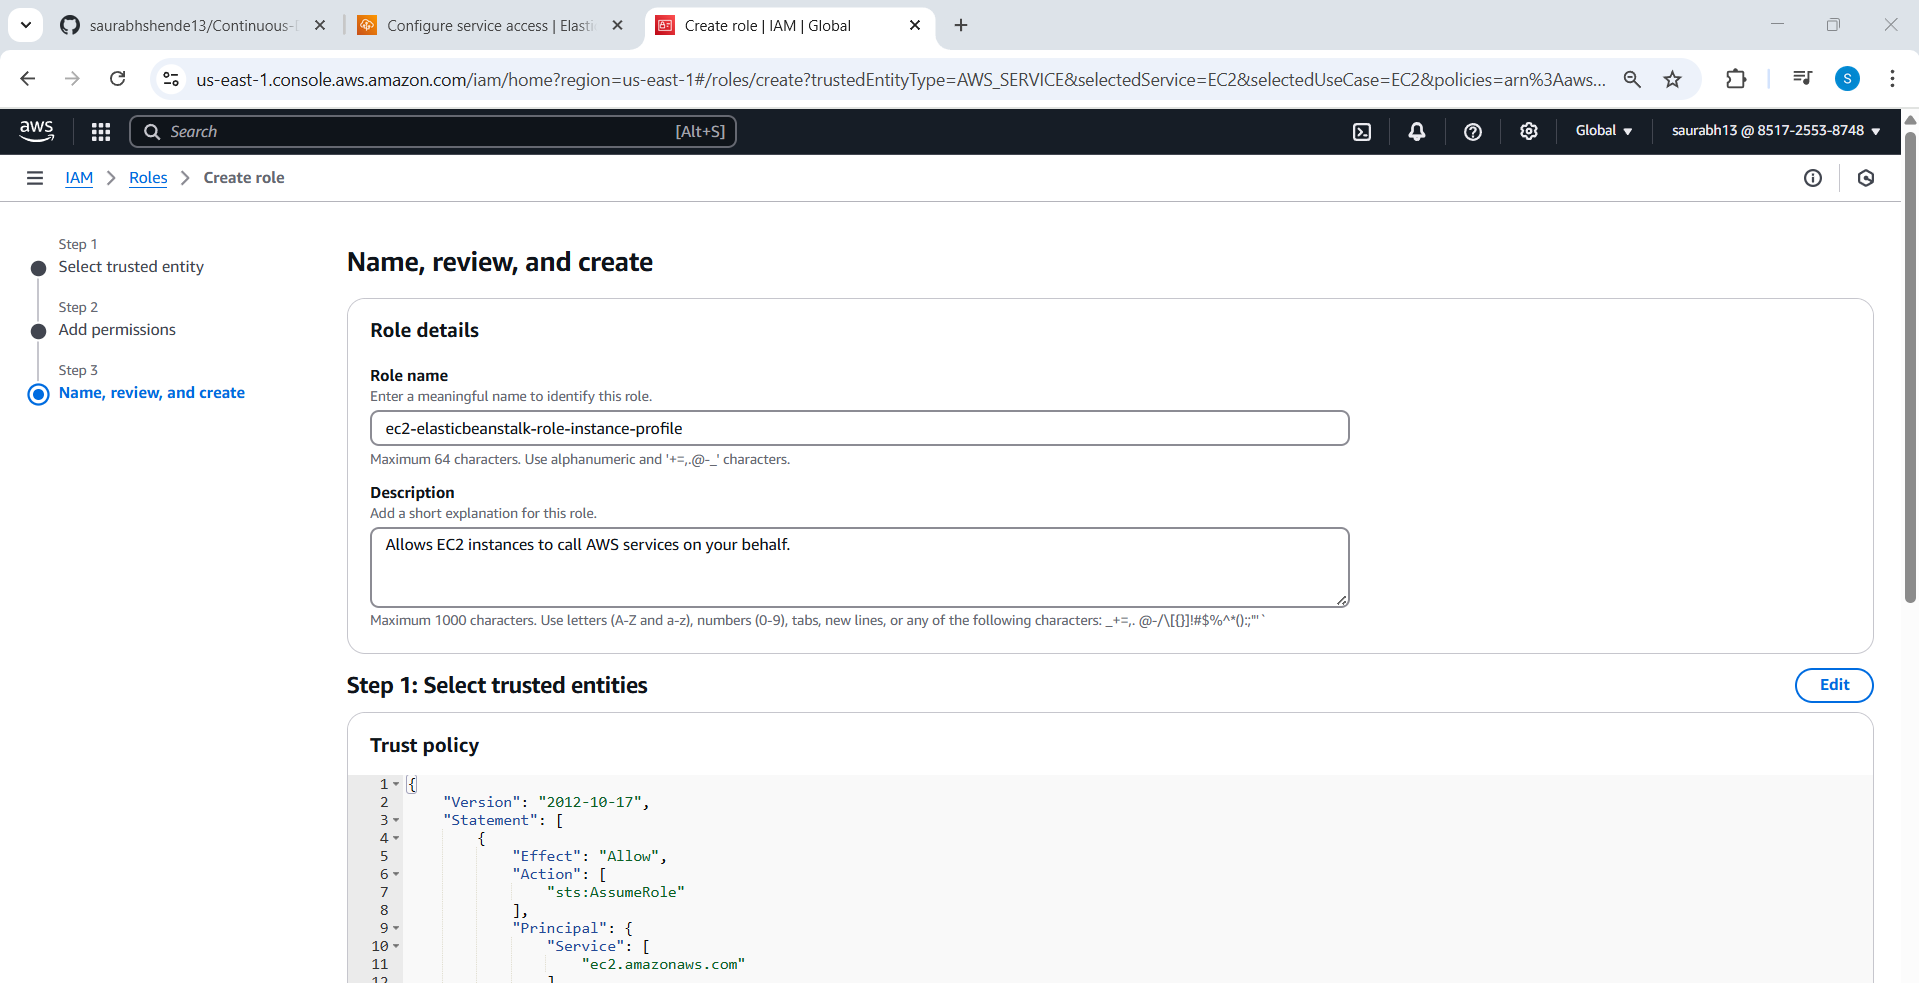 saurabhshende13/Continuous-D
Configure service access | Elasti
Create role | IAM | Global
us-east-1.console.aws.amazon.com/iam/home?region=us-east-1#/roles/create?trustedEntityType=AWS_SERVICE&selectedService=EC2&selectedUseCase=EC2&policies=arn%3Aaws...
S
aws
Search
[Alt+S]
Global
saurabh13 @ 8517-2553-8748
IAM
Roles
Create role
Step 1
Select trusted entity
Step 2
Add permissions
Step 3
Name, review, and create
Name, review, and create
Role details
Role name
Enter a meaningful name to identify this role.
ec2-elasticbeanstalk-role-instance-profile
Maximum 64 characters. Use alphanumeric and '+=,.@-_' characters.
Description
Add a short explanation for this role.
Allows EC2 instances to call AWS services on your behalf.
Maximum 1000 characters. Use letters (A-Z and a-z), numbers (0-9), tabs, new lines, or any of the following characters: _+=,. @-/\[{}]!#$%^*();:"'`
Step 1: Select trusted entities
Edit
Trust policy
1 {
2 "Version": "2012-10-17",
3 "Statement": [
4 {
5 "Effect": "Allow",
6 "Action": [
7 "sts:AssumeRole"
8 ],
9 "Principal": {
10 "Service": [
11 "ec2.amazonaws.com"
12 ]